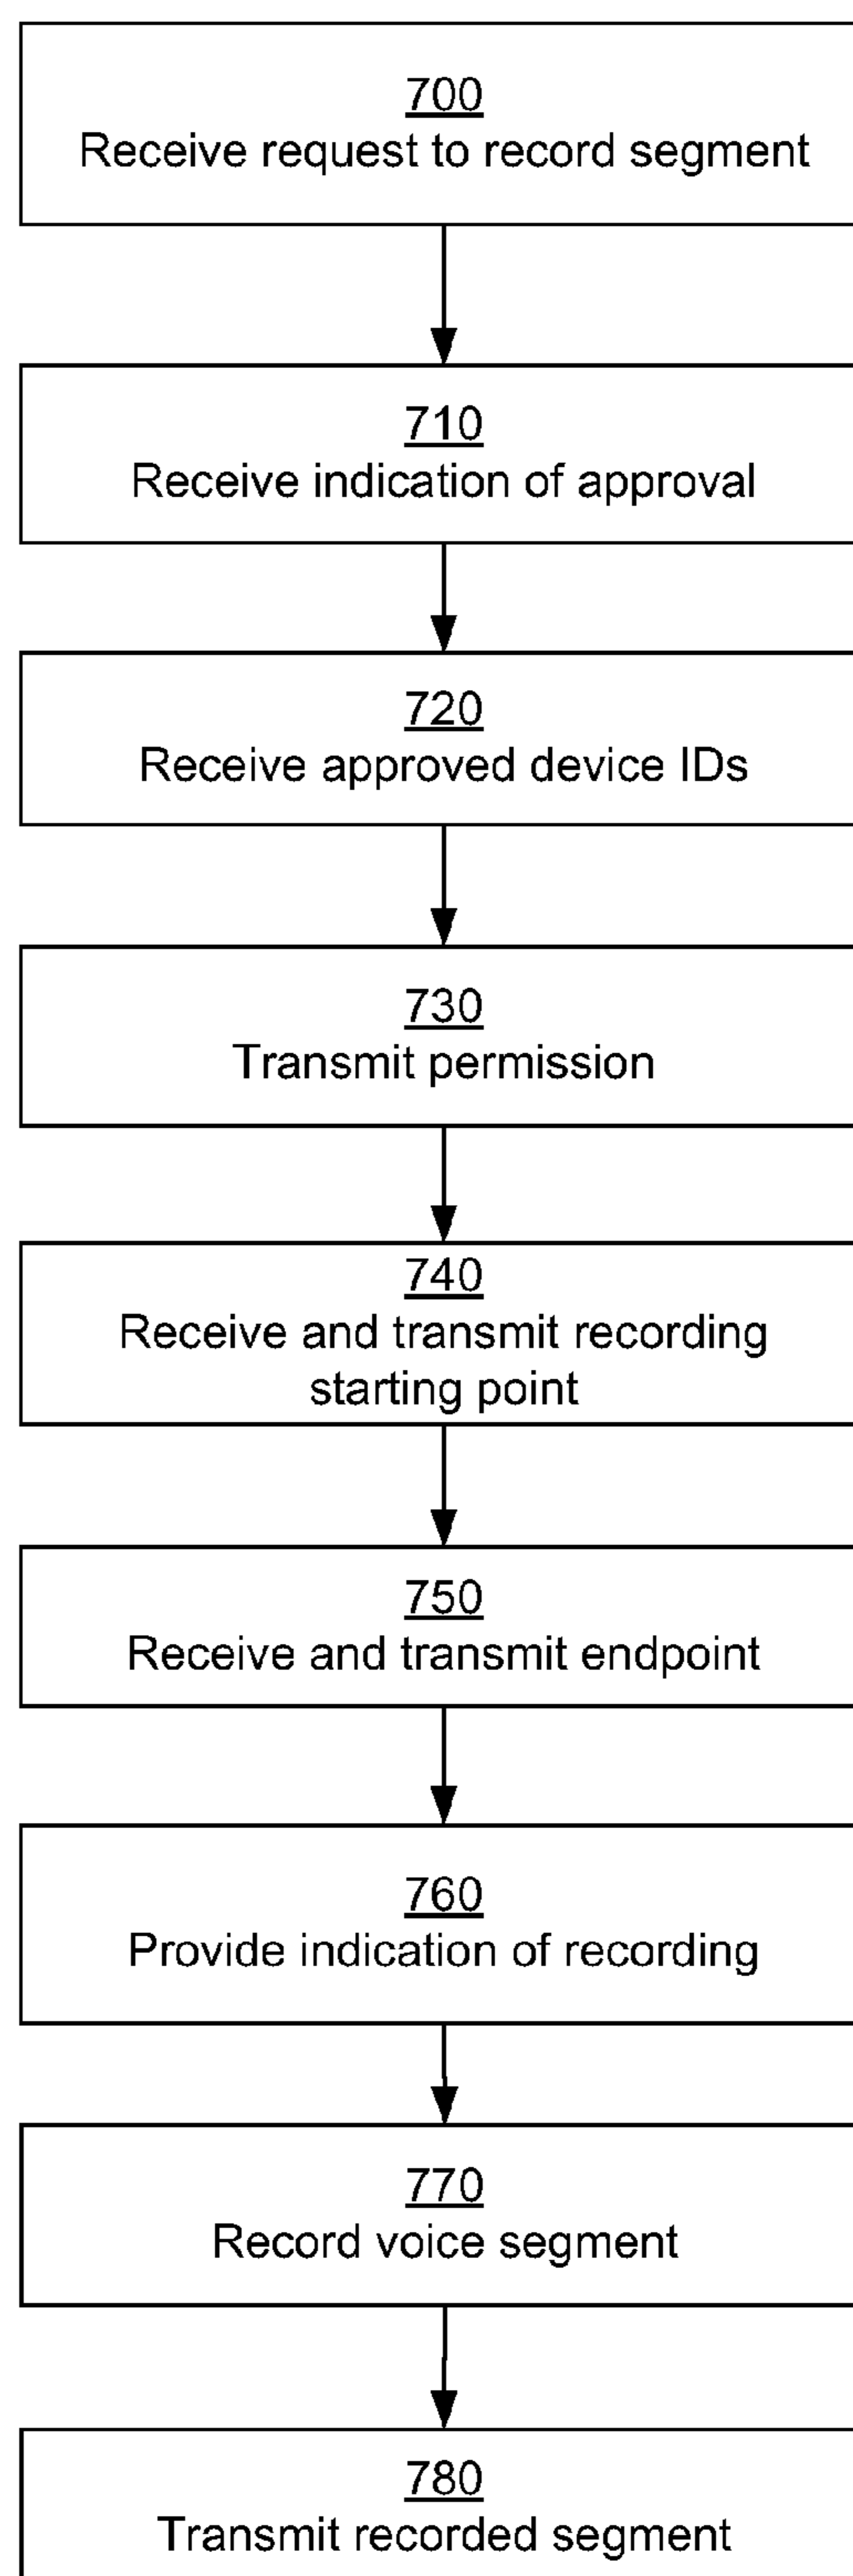 700
Receive request to record segment
710
Receive indication of approval
720
Receive approved device IDs
730
Transmit permission
740
Receive and transmit recording
starting point
750
Receive and transmit endpoint
760
Provide indication of recording
770
Record voice segment
780
Transmit recorded segment